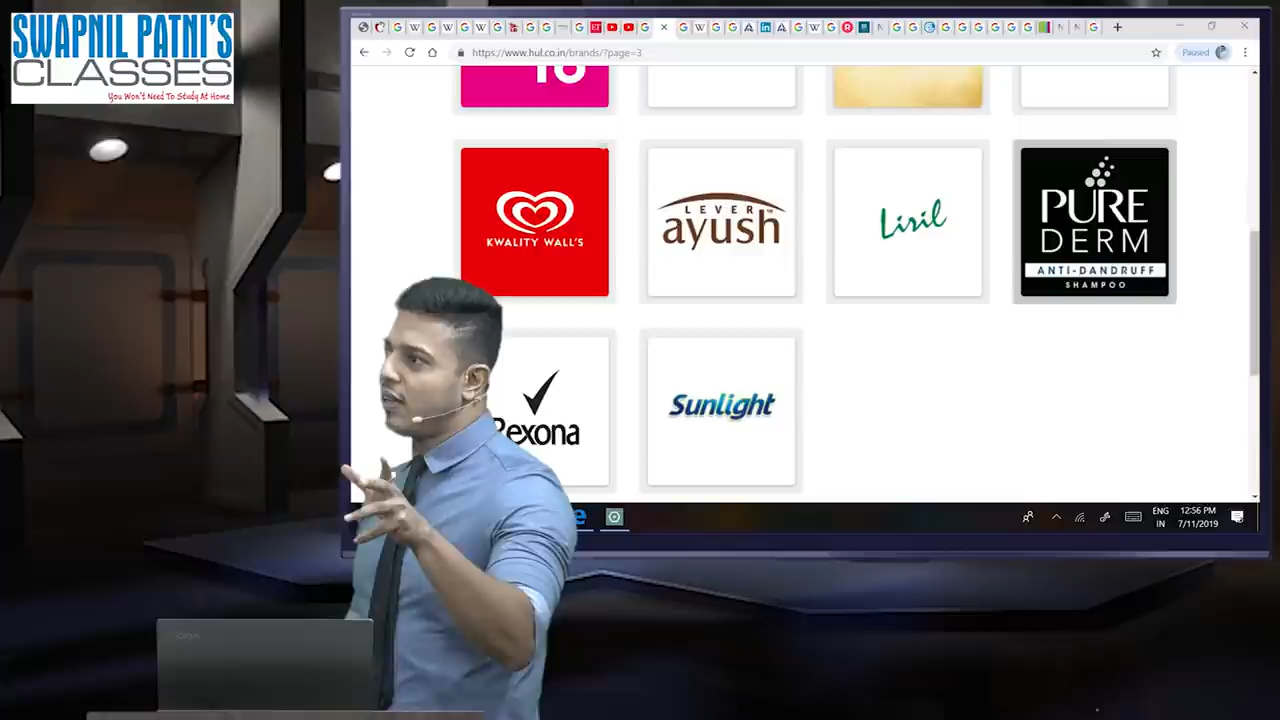 SWAPNIL PATNI'S
CLASSES
You Won't Need To Study At Home
Paused
https://www.hul.co.in/brands/?page=3
18
KWALITY WALL'S
LEVER
ayush
Liril
PURE
DERM
ANTI-DANDRUFF
SHAMPOO
Rexona
Sunlight
ENG
IN
12:56 PM
7/11/2019